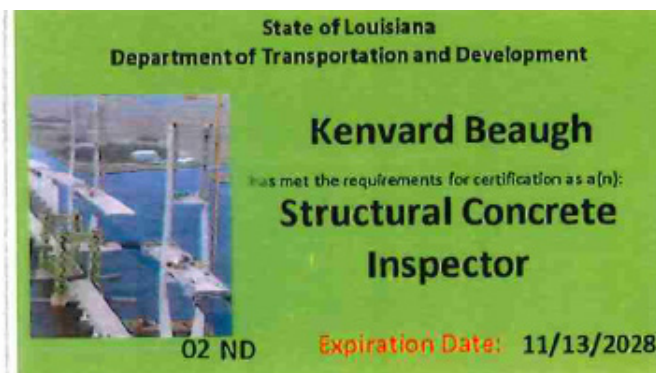 State of Louisiana
Department of Transportation and Development
Kenvard Beaugh
has met the requirements for certification as a(n):
Structural Concrete
Inspector
02 ND
Expiration Date: 11/13/2028